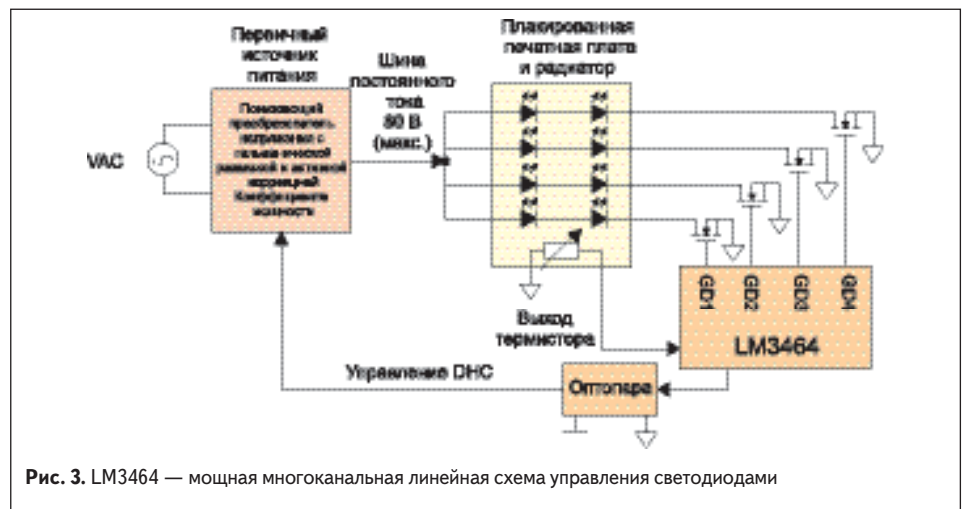 Первичный
источник
питания
Понижающий
преобразователь
напряжения с
гальванической
развязкой и активной
коррекцией
Коэффициента
мощности
VAC
Шина
постоянного
тока
80 В
(макс.)
Плакированная
печатная плата
и радиатор
Выход
термистора
GD1
GD2
GD3
GD4
LM3464
Управление DHC
Оптопара
Рис. 3. LM3464 — мощная многоканальная линейная схема управления светодиодами